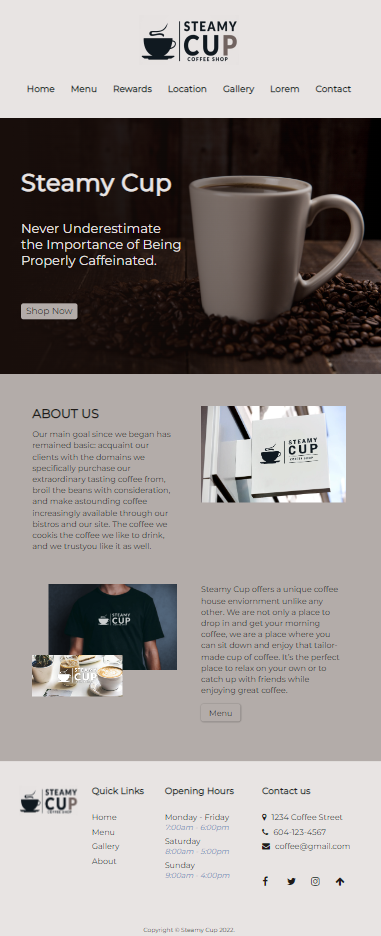 STEAMY
CUP
COFFEE SHOP
Home Menu Rewards Location Gallery Lorem Contact
Steamy Cup
Never Underestimate
the Importance of Being
Properly Caffeinated.
Shop Now
ABOUT US
Our main goal since we began has
remained basic: acquaint our
clients with the domains we
specifically purchase our
extraordinary tasting coffee from,
broil the beans with consideration,
and make astounding coffee
increasingly available through our
bistros and our site. The coffee we
cookis the coffee we like to drink,
and we trustyou like it as well.
STEAMY
CUP
COFFEE SHOP
STEAMY
CUP
STEAMY
CUP
Steamy Cup offers a unique coffee
house enviornment unlike any
other. We are not only a place to
drop in and get your morning
coffee, we are a place where you
can sit down and enjoy that tailor-
made cup of coffee. It's the perfect
place to relax on your own or to
catch up with friends while
enjoying great coffee.
Menu
STEAMY
CUP
COFFEE SHOP
Quick Links
Home
Menu
Gallery
About
Opening Hours
Monday - Friday
7:00am - 6:00pm
Saturday
8:00am - 5:00pm
Sunday
9:00am - 4:00pm
Contact us
1234 Coffee Street
604-123-4567
coffee@gmail.com
Copyright © Steamy Cup 2022.